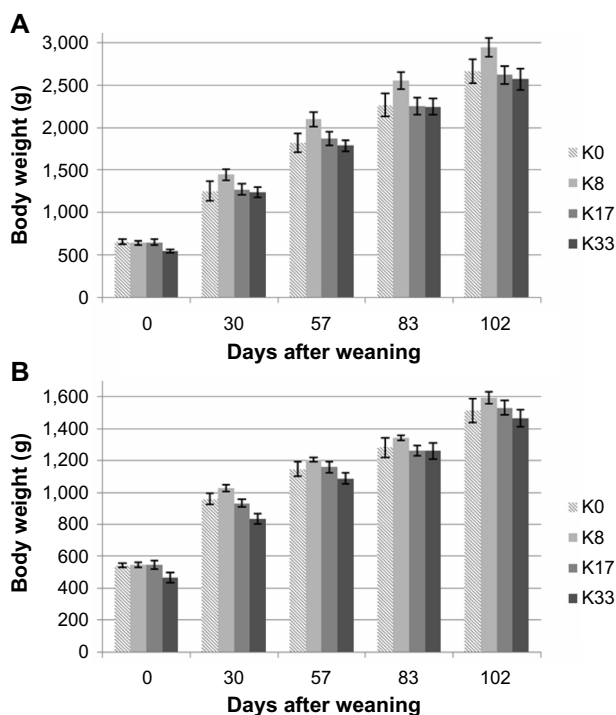 A
Body weight (g)
3,000
2,500
2,000
1,500
1,000
500
0
0 30 57 83 102
Days after weaning
K0
K8
K17
K33
B
Body weight (g)
1,600
1,400
1,200
1,000
800
600
400
200
0
0 30 57 83 102
Days after weaning
K0
K8
K17
K33